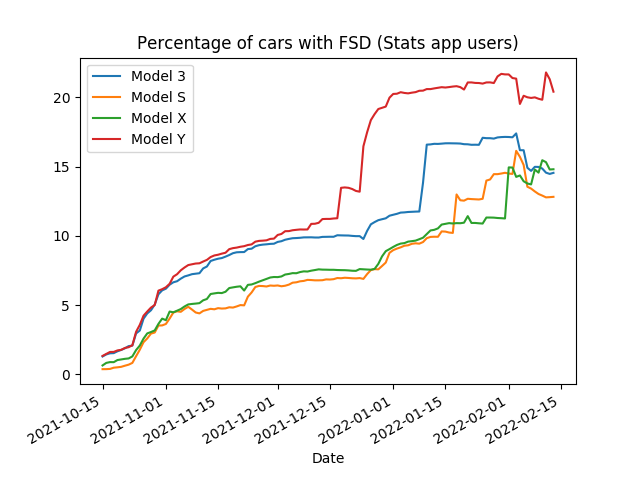 Percentage of cars with FSD (Stats app users)
Model 3
Model S
Model X
Model Y
20
15
10
5
0
2021-10-15
2021-11-01
2021-11-15
2021-12-01
2021-12-15
2022-01-01
2022-01-15
2022-02-01
2022-02-15
Date